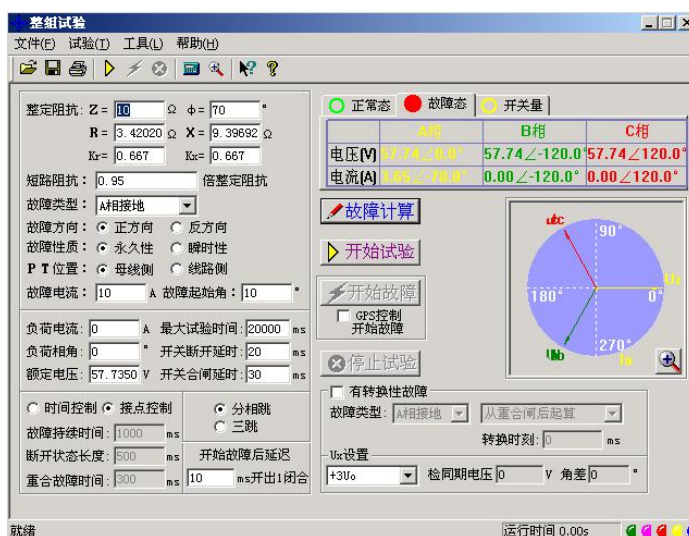 整组试验
文件(F) 试验(T) 工具(L) 帮助(H)
整定阻抗: Z = 10 Ω ϕ = 70 °
R = 3.42020 Ω X = 9.39692 Ω
Kr= 0.667 Kx= 0.667
短路阻抗: 0.95 倍整定阻抗
故障类型: A相接地
故障方向: 正方向 反方向
故障性质: 永久性 瞬时性
P T位置: 母线侧 线路侧
故障电流: 10 A 故障起始角: 10 °
负荷电流: 0 A 最大试验时间: 20000 ms
负荷相角: 0 ° 开关断开延时: 20 ms
额定电压: 57.7350 V 开关合闸延时: 30 ms
时间控制 接点控制
故障持续时间: 1000 ms
断开状态长度: 500 ms
重合故障时间: 300 ms
分相跳
三跳
开始故障后延迟
10 ms开出1闭合
正常态 故障态 开关量
A相 B相 C相
电压(V) 57.74∠0.0° 57.74∠-120.0° 57.74∠120.0°
电流(A) 3.65∠-70.0° 0.00∠-120.0° 0.00∠120.0°
故障计算
开始试验
开始故障
GPS控制
开始故障
停止试验
90°
180°
0°
270°
有转换性故障
故障类型: A相接地 从重合闸后起算
转换时刻: 0 ms
Ux设置
+3Uo 检同期电压 0 V 角差 0 °
就绪 运行时间 0.00s